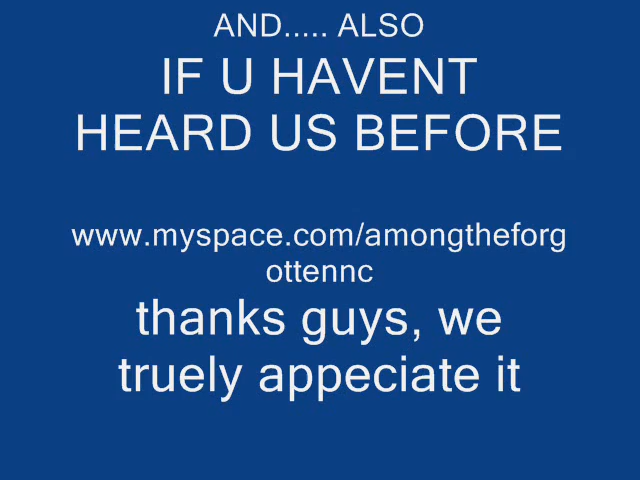 AND..... ALSO
IF U HAVENT
HEARD US BEFORE
www.myspace.com/amongtheforg
ottennc
thanks guys, we
truely appeciate it